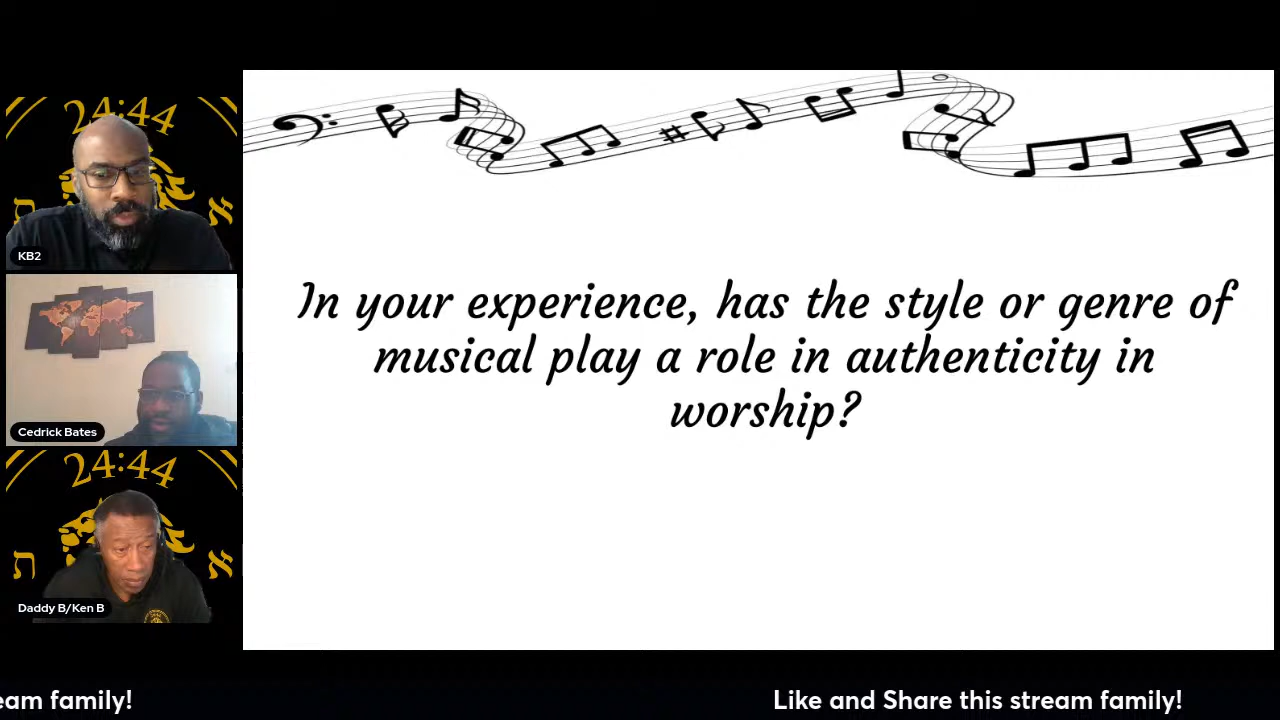 24:44
ת
א
KB2
Cedrick Bates
24:44
ת
א
Daddy B/Ken B
In your experience, has the style or genre of
musical play a role in authenticity in
worship?
eam family!
Like and Share this stream family!